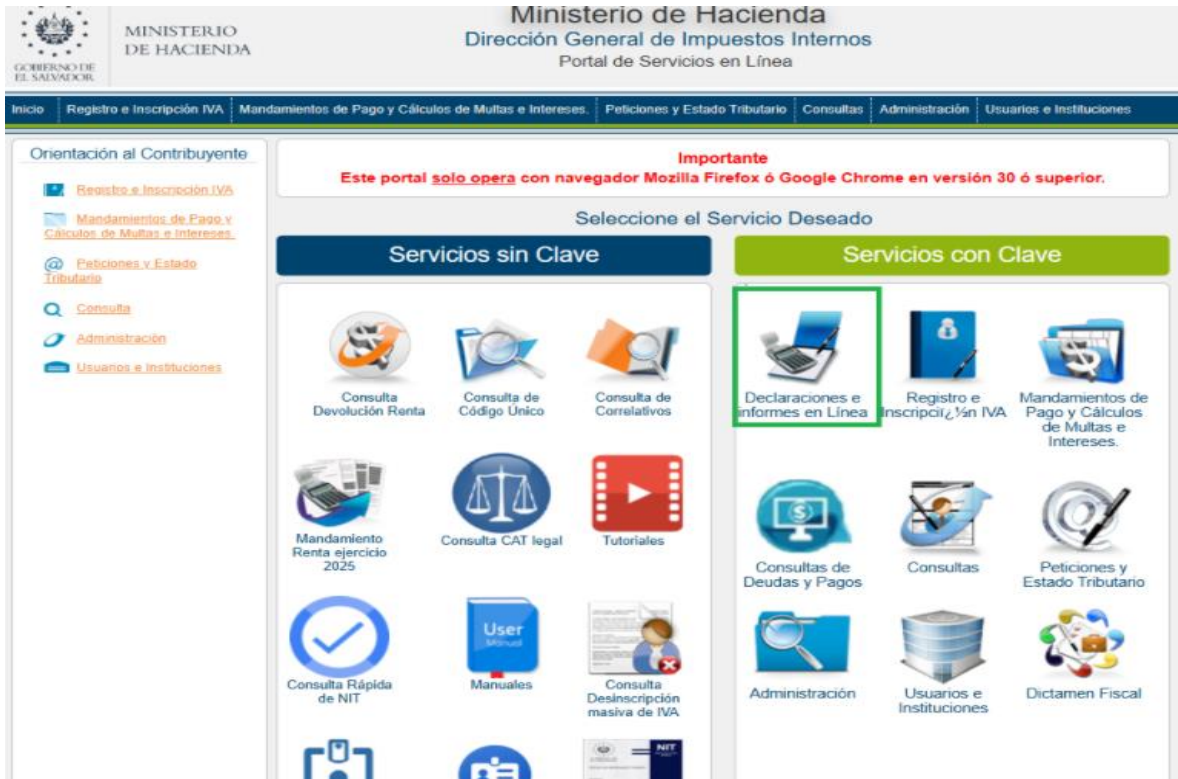 GOBIERNO DE
EL SALVADOR
MINISTERIO
DE HACIENDA
Ministerio de Hacienda
Dirección General de Impuestos Internos
Portal de Servicios en Línea
Inicio
Registro e Inscripción IVA
Mandamientos de Pago y Cálculos de Multas e Intereses.
Peticiones y Estado Tributario
Consultas
Administración
Usuarios e Instituciones
Orientación al Contribuyente
Registro e Inscripción IVA
Mandamientos de Pago y
Cálculos de Multas e Intereses.
Peticiones y Estado
Tributario
Consulta
Administración
Usuarios e Instituciones
Importante
Este portal solo opera con navegador Mozilla Firefox ó Google Chrome en versión 30 ó superior.
Seleccione el Servicio Deseado
Servicios sin Clave
Consulta
Devolución Renta
Consulta de
Código Único
Consulta de
Correlativos
Mandamiento
Renta ejercicio
2025
Consulta CAT legal
Tutoriales
Consulta Rápida
de NIT
User
Manual
Manuales
Consulta
Desinscripción
masiva de IVA
NIT
Servicios con Clave
Declaraciones e
informes en Línea
Registro e
Inscripciï¿½n IVA
Mandamientos de
Pago y Cálculos
de Multas e
Intereses.
Consultas de
Deudas y Pagos
Consultas
Peticiones y
Estado Tributario
Administración
Usuarios e
Instituciones
Dictamen Fiscal